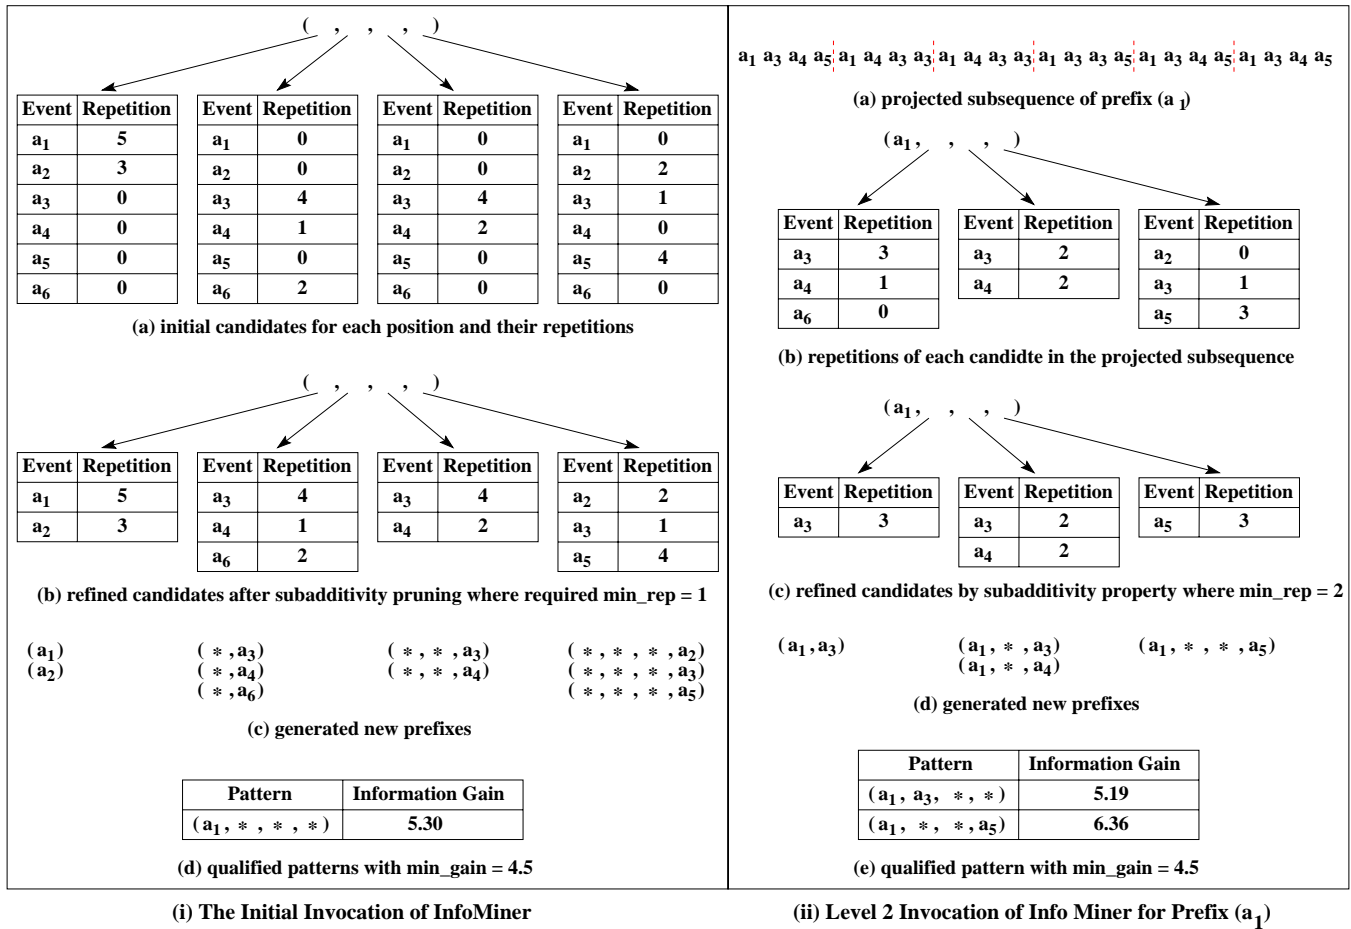 ( , , , )
Event Repetition
a1 5
a2 3
a3 0
a4 0
a5 0
a6 0
Event Repetition
a1 0
a2 0
a3 4
a4 1
a5 0
a6 2
Event Repetition
a1 0
a2 0
a3 4
a4 2
a5 0
a6 0
Event Repetition
a1 0
a2 2
a3 1
a4 0
a5 4
a6 0
(a) initial candidates for each position and their repetitions
( , , , )
Event Repetition
a1 5
a2 3
Event Repetition
a3 4
a4 1
a6 2
Event Repetition
a3 4
a4 2
Event Repetition
a2 2
a3 1
a5 4
(b) refined candidates after subadditivity pruning where required min_rep = 1
(a1) ( * ,a3) ( * , * ,a3) ( * , * , * ,a2)
(a2) ( * ,a4) ( * , * ,a4) ( * , * , * ,a3)
( * ,a6) ( * , * , * ,a5)
(c) generated new prefixes
Pattern Information Gain
(a1, * , * , * ) 5.30
(d) qualified patterns with min_gain = 4.5
(i) The Initial Invocation of InfoMiner
a1 a3 a4 a5 a1 a4 a3 a3 a1 a4 a3 a3 a1 a3 a3 a5 a1 a3 a4 a5 a1 a3 a4 a5
(a) projected subsequence of prefix (a 1)
(a1, , , )
Event Repetition
a3 3
a4 1
a6 0
Event Repetition
a3 2
a4 2
Event Repetition
a2 0
a3 1
a5 3
(b) repetitions of each candidte in the projected subsequence
(a1, , , )
Event Repetition
a3 3
Event Repetition
a3 2
a4 2
Event Repetition
a5 3
(c) refined candidates by subadditivity property where min_rep = 2
(a1,a3) (a1, * ,a3) (a1, * , * ,a5)
(a1, * ,a4)
(d) generated new prefixes
Pattern Information Gain
(a1, a3, * , * ) 5.19
(a1, * , * ,a5) 6.36
(e) qualified pattern with min_gain = 4.5
(ii) Level 2 Invocation of Info Miner for Prefix (a1)